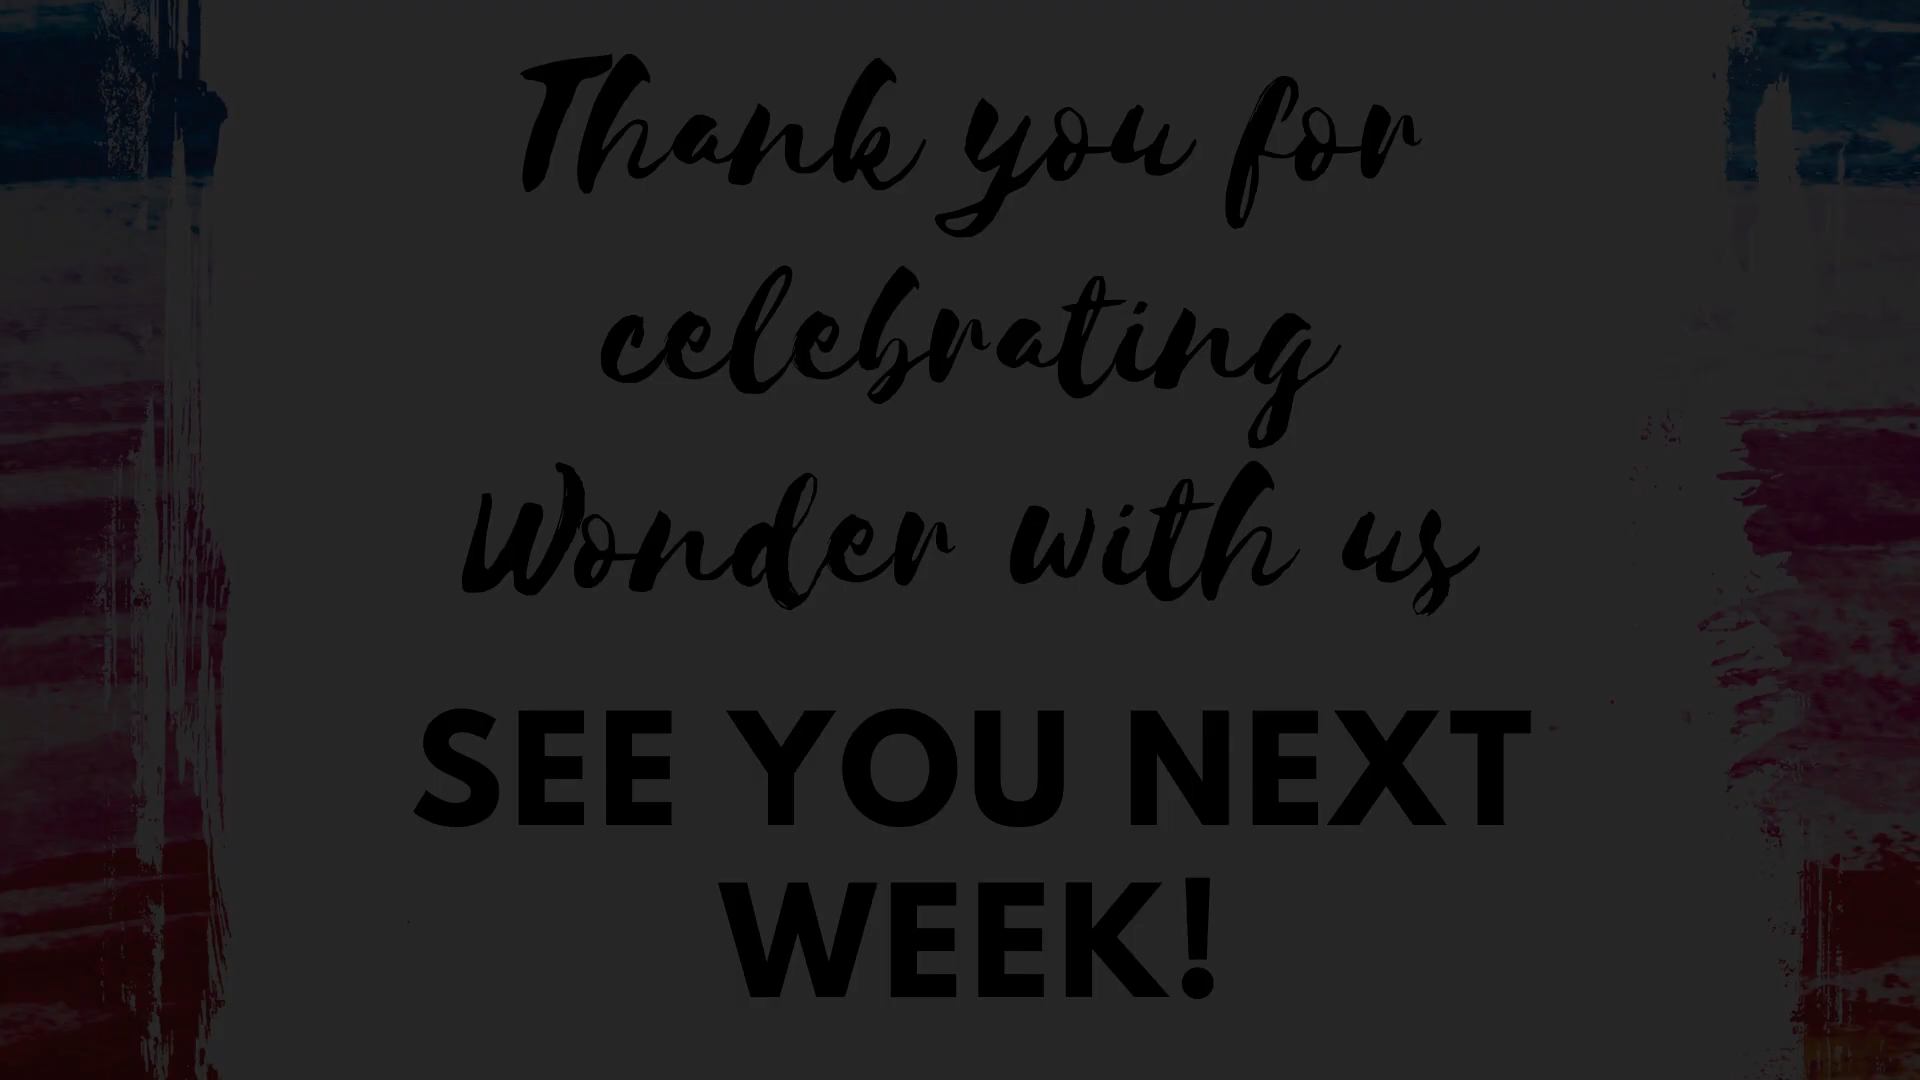 Thank you for
celebrating
Wonder with us
SEE YOU NEXT
WEEK!